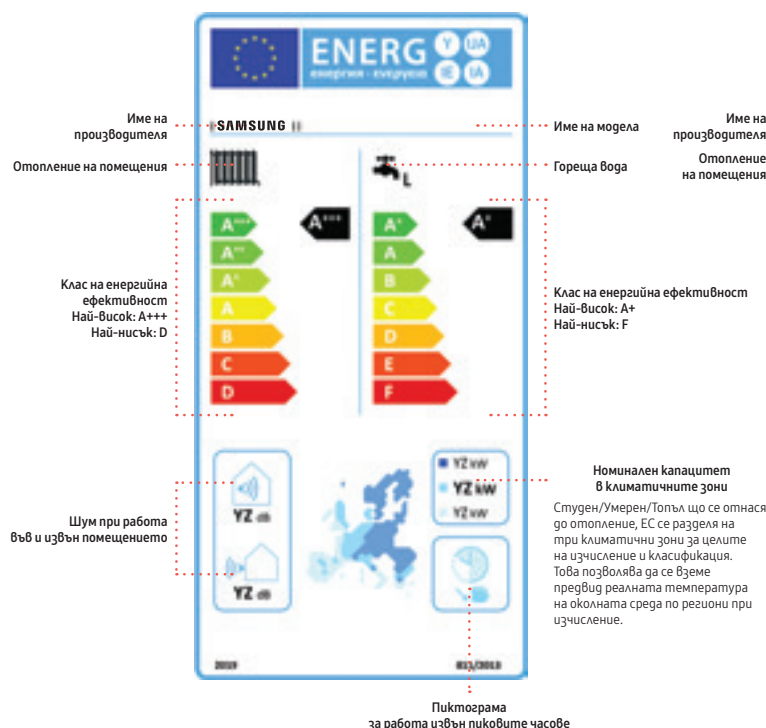 ENERG
енергия · ενεργεια
Y
IJA
IE
IA
Име на
производителя
SAMSUNG
Име на модела
Име на
производителя
Отопление на помещения
L
Гореща вода
Отопление
на помещения
A+++
A++
A+
A
B
C
D
A+++
A+
A
B
C
D
E
F
A+
Клас на енергийна
ефективност
Най-висок: A+++
Най-нисък: D
Клас на енергийна ефективност
Най-висок: A+
Най-нисък: F
YZ dB
YZ dB
YZ kW
YZ kW
YZ kW
Шум при работа
във и извън помещението
Номинален капацитет
в климатичните зони
Студен/Умерен/Топъл що се отнася
до отопление, ЕС се разделя на
три климатични зони за целите
на изчисление и класификация.
Това позволява да се вземе
предвид реалната температура
на околната среда по региони при
изчисление.
2019
811/2013
Пиктограма
за работа извън пиковите часове